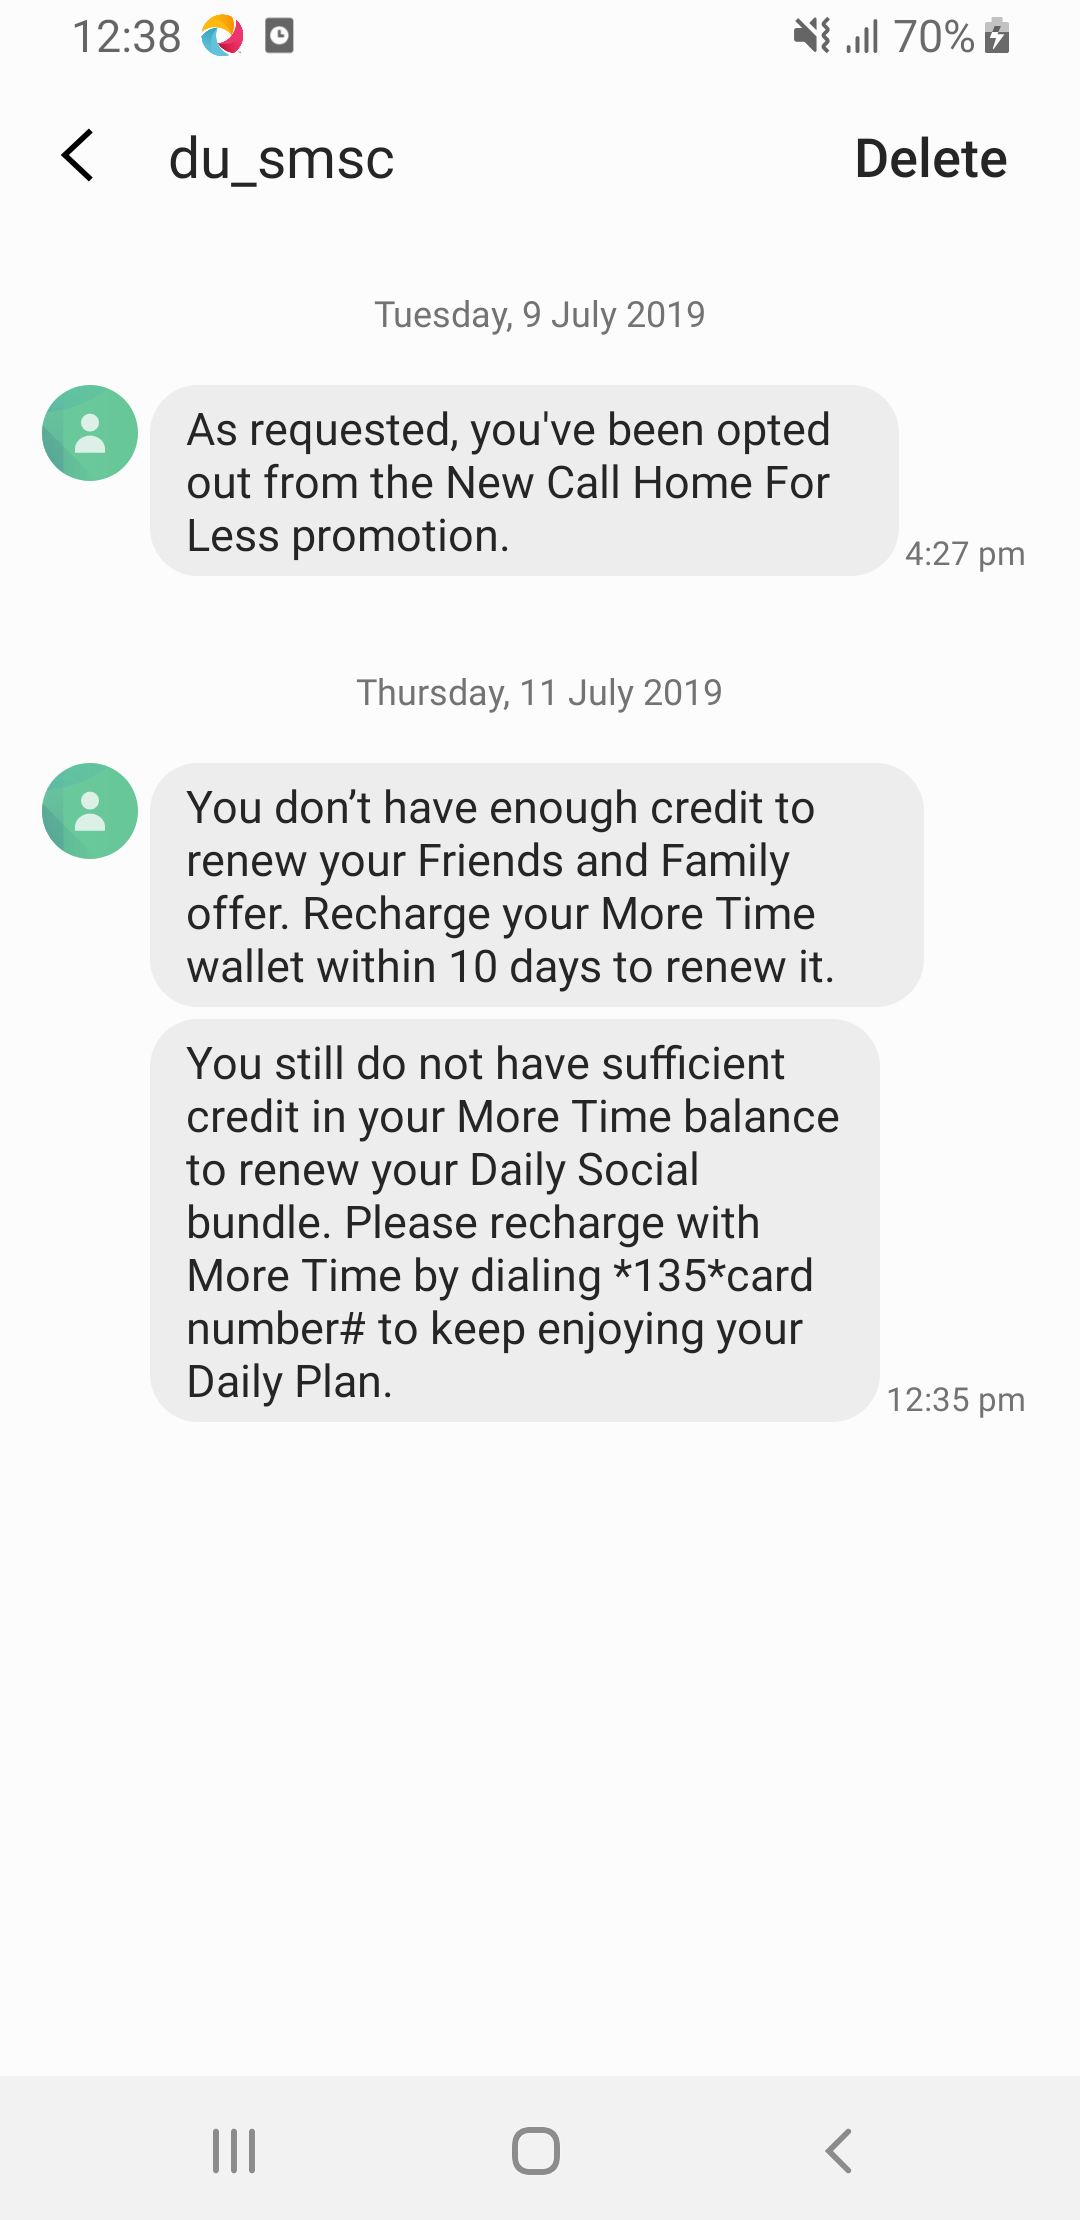 12:38 70%
du_smsc Delete
Tuesday, 9 July 2019
As requested, you've been opted
out from the New Call Home For
Less promotion.
4:27 pm
Thursday, 11 July 2019
You don’t have enough credit to
renew your Friends and Family
offer. Recharge your More Time
wallet within 10 days to renew it.
You still do not have sufficient
credit in your More Time balance
to renew your Daily Social
bundle. Please recharge with
More Time by dialing *135*card
number# to keep enjoying your
Daily Plan.
12:35 pm